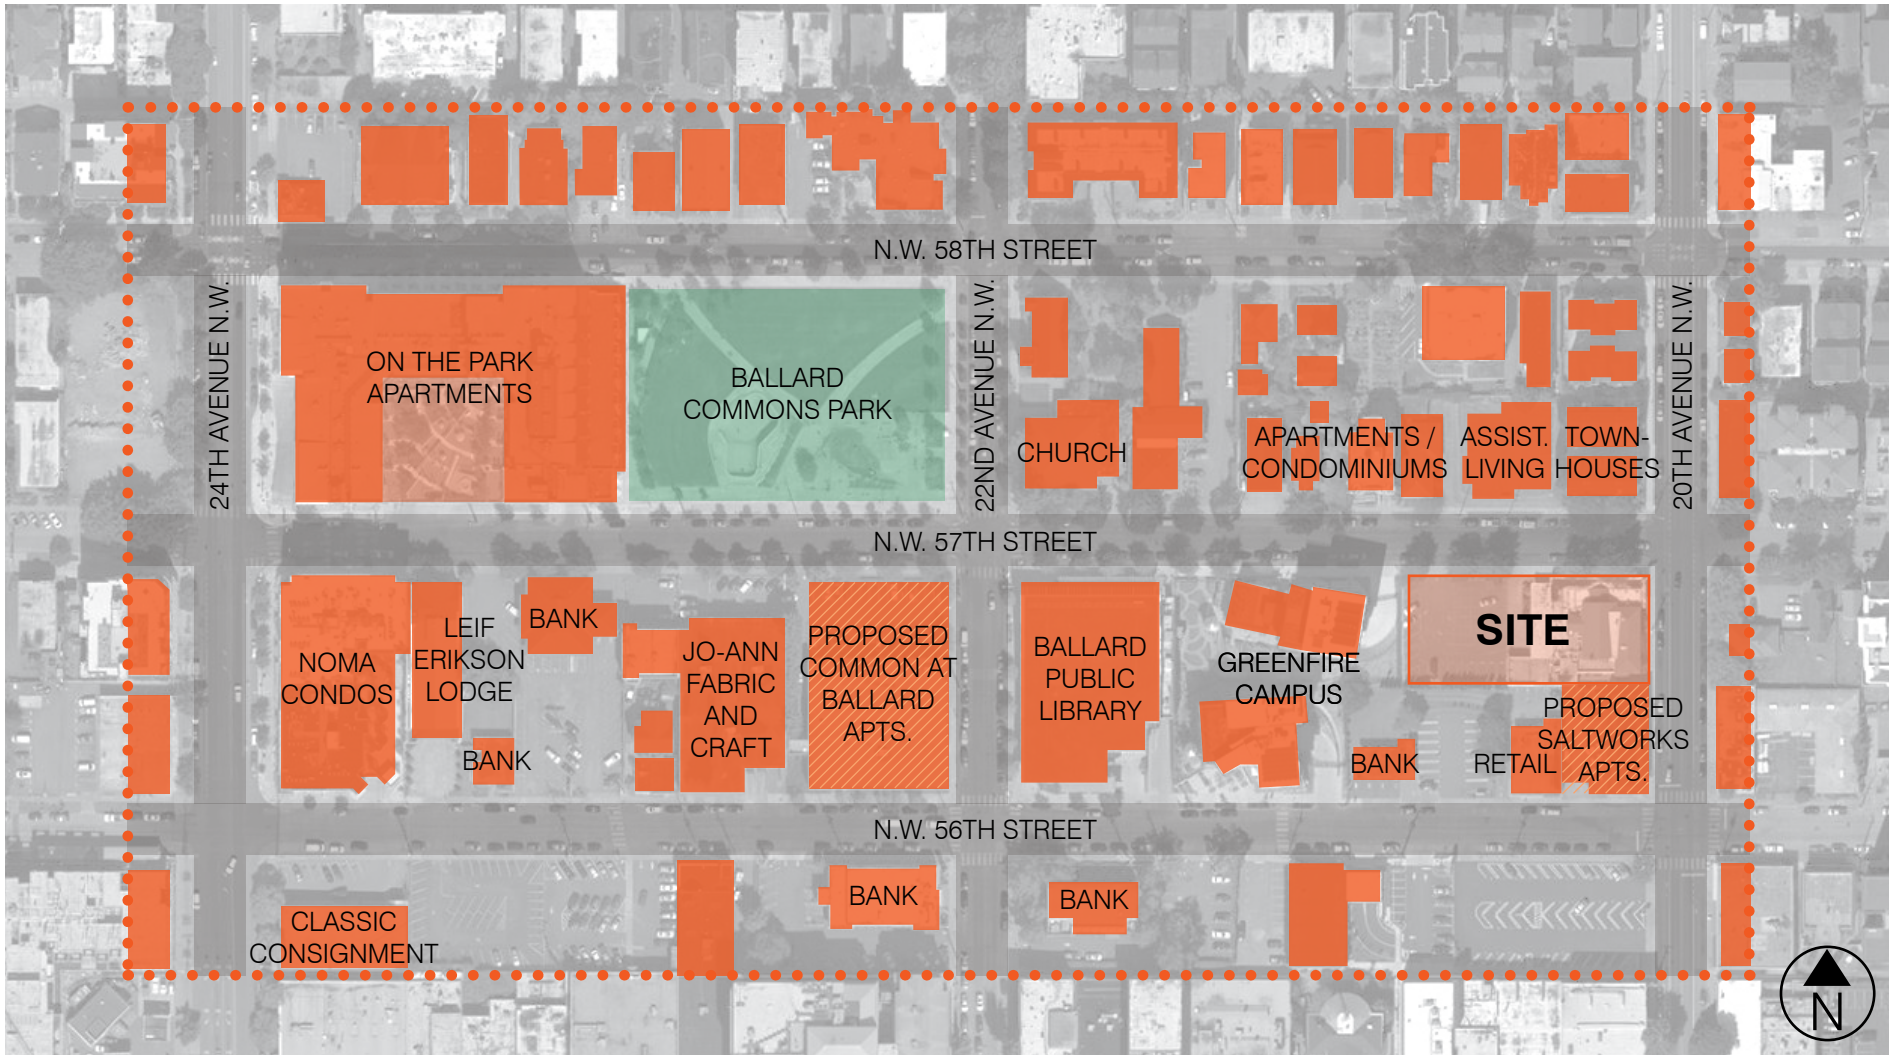 N.W. 58TH STREET
24TH AVENUE N.W.
ON THE PARK
APARTMENTS
BALLARD
COMMONS PARK
22ND AVENUE N.W.
CHURCH
APARTMENTS /
CONDOMINIUMS
ASSIST.
LIVING
TOWN-
HOUSES
20TH AVENUE N.W.
N.W. 57TH STREET
NOMA
CONDOS
LEIF
ERIKSON
LODGE
BANK
BANK
JO-ANN
FABRIC
AND
CRAFT
PROPOSED
COMMON AT
BALLARD
APTS.
BALLARD
PUBLIC
LIBRARY
GREENFIRE
CAMPUS
SITE
BANK
RETAIL
PROPOSED
SALTWORKS
APTS.
N.W. 56TH STREET
CLASSIC
CONSIGNMENT
BANK
BANK
N